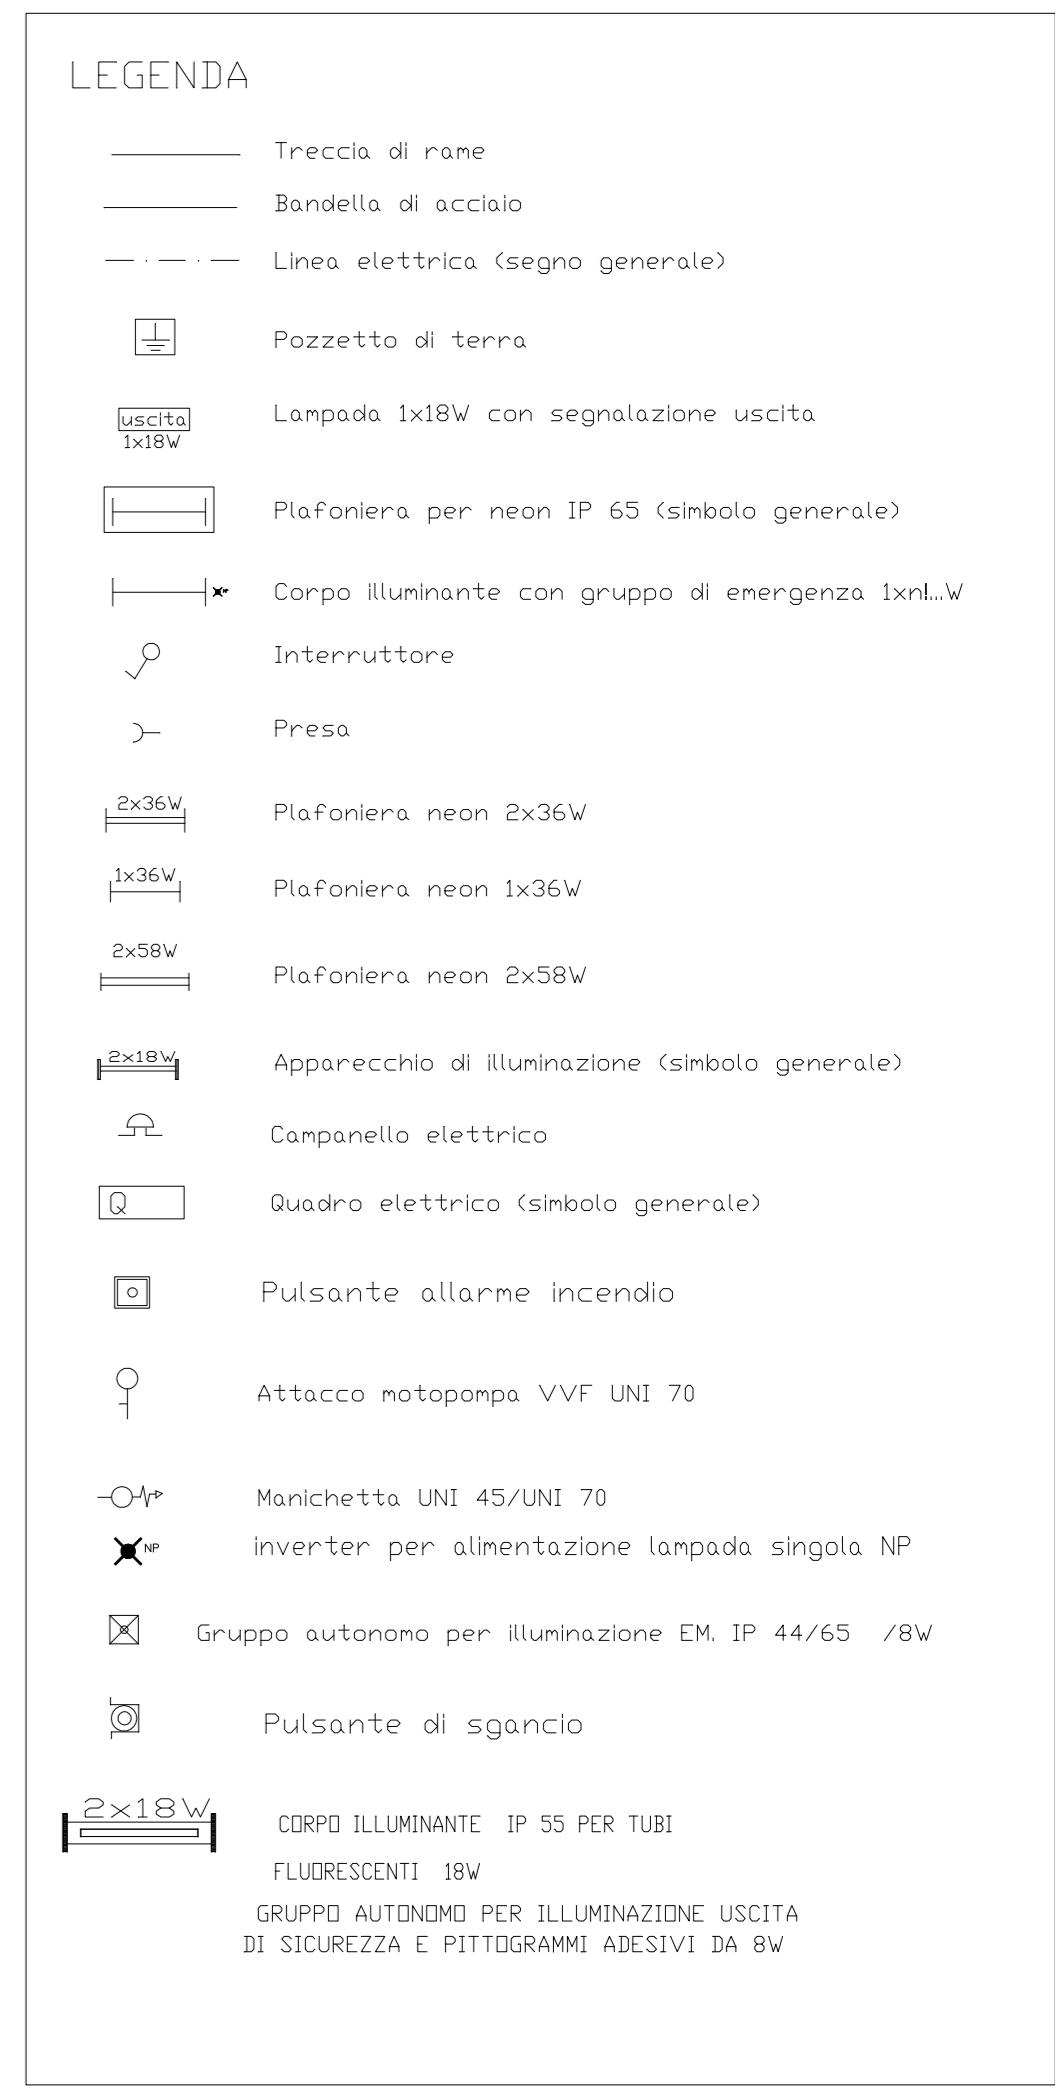 LEGENDA
Treccia di rame
Bandella di acciaio
Linea elettrica (segno generale)
Pozzetto di terra
uscita
1x18W
Lampada 1x18W con segnalazione uscita
Plafoniera per neon IP 65 (simbolo generale)
Corpo illuminante con gruppo di emergenza 1xn!...W
Interruttore
Presa
2x36W
Plafoniera neon 2x36W
1x36W
Plafoniera neon 1x36W
2x58W
Plafoniera neon 2x58W
2x18W
Apparecchio di illuminazione (simbolo generale)
Campanello elettrico
Q
Quadro elettrico (simbolo generale)
Pulsante allarme incendio
Attacco motopompa VVF UNI 70
Manichetta UNI 45/UNI 70
NP
inverter per alimentazione lampada singola NP
Gruppo autonomo per illuminazione EM. IP 44/65 /8W
Pulsante di sgancio
2x18W
CORPO ILLUMINANTE IP 55 PER TUBI
FLUORESCENTI 18W
GRUPPO AUTONOMO PER ILLUMINAZIONE USCITA
DI SICUREZZA E PITTOGRAMMI ADESIVI DA 8W